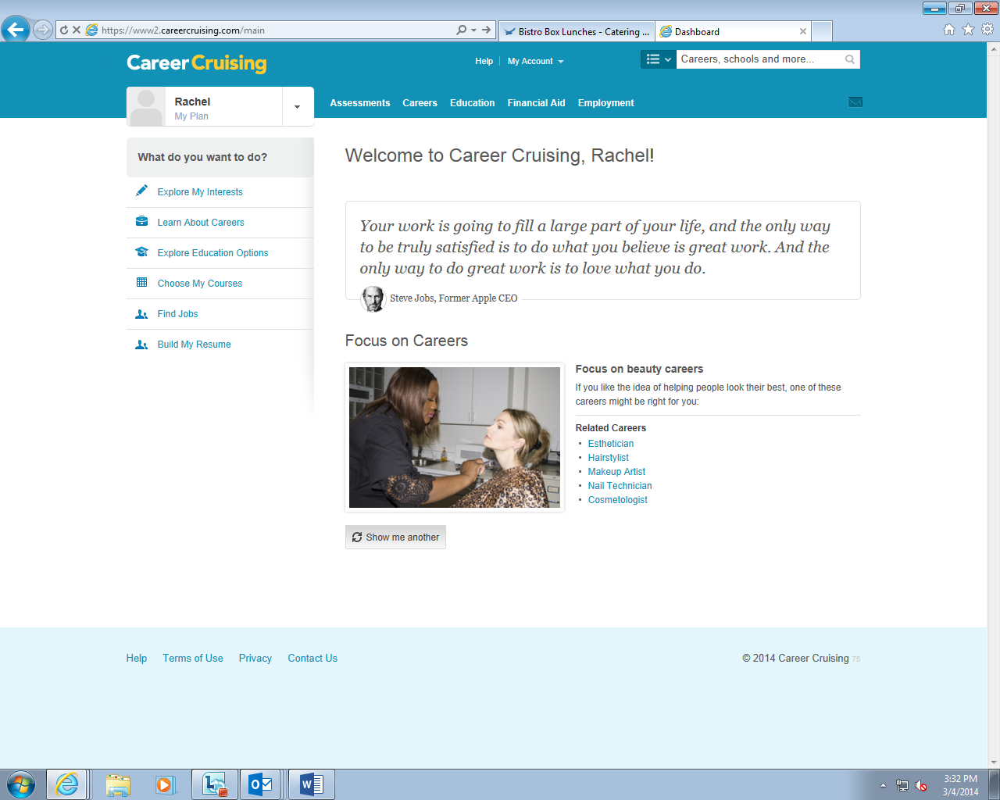 https://www2.careercruising.com/main
Bistro Box Lunches - Catering ...
Dashboard
Career Cruising
Help
My Account
Careers, schools and more...
Rachel
My Plan
Assessments
Careers
Education
Financial Aid
Employment
What do you want to do?
Explore My Interests
Learn About Careers
Explore Education Options
Choose My Courses
Find Jobs
Build My Resume
Welcome to Career Cruising, Rachel!
Your work is going to fill a large part of your life, and the only way
to be truly satisfied is to do what you believe is great work. And the
only way to do great work is to love what you do.
Steve Jobs, Former Apple CEO
Focus on Careers
Focus on beauty careers
If you like the idea of helping people look their best, one of these
careers might be right for you:
Related Careers
• Esthetician
• Hairstylist
• Makeup Artist
• Nail Technician
• Cosmetologist
Show me another
Help
Terms of Use
Privacy
Contact Us
© 2014 Career Cruising 75
3:32 PM
3/4/2014